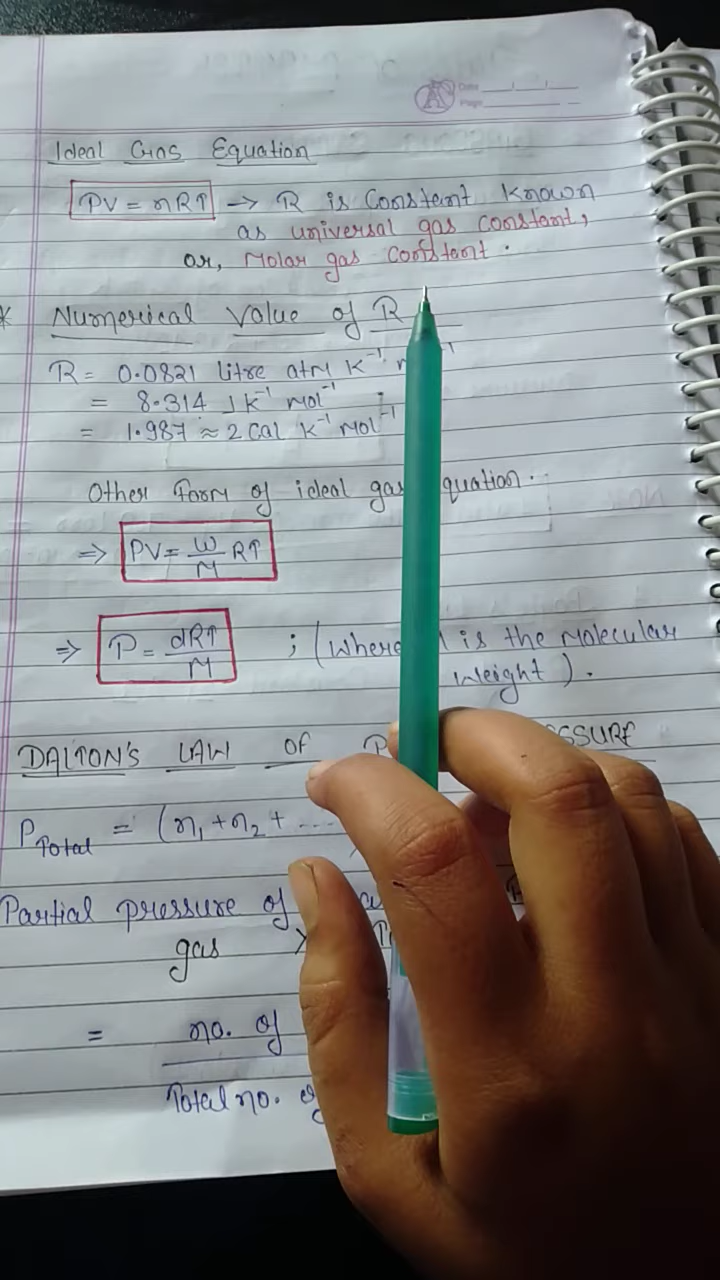 Date
Page
Ideal Gas Equation
PV = nRT → R is Constant known
as universal gas constant,
or, Molar gas constant.
* Numerical Value of R
R = 0.0821 litre atm K⁻¹
= 8.314 J K⁻¹ mol⁻¹
= 1.987 ≈ 2 Cal K⁻¹ Mol⁻¹
Other Form of ideal gas
⇒ PV = w/M RT
⇒ P = dRT/M ; (Where is the Molecular
Weight).
DALTON'S LAW OF
P Total = (n₁ + n₂ + ...
Partial pressure of
gas ×
= no. of
Total no.